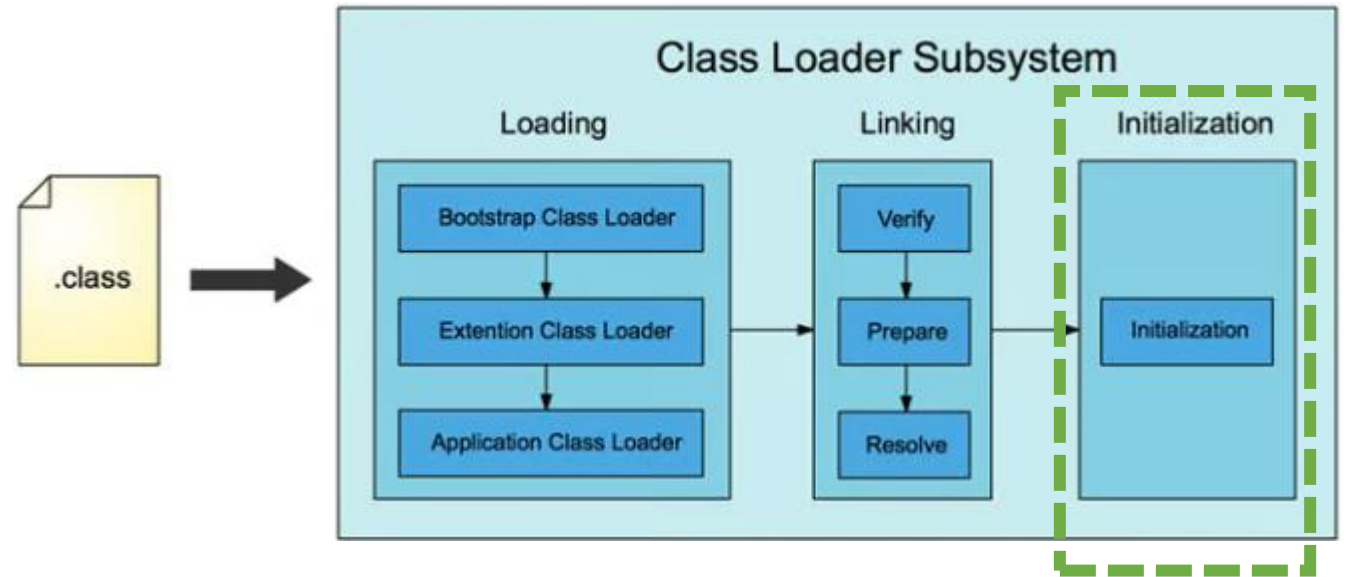 Class Loader Subsystem
Loading
Linking
Initialization
.class
Bootstrap Class Loader
Extention Class Loader
Application Class Loader
Verify
Prepare
Resolve
Initialization